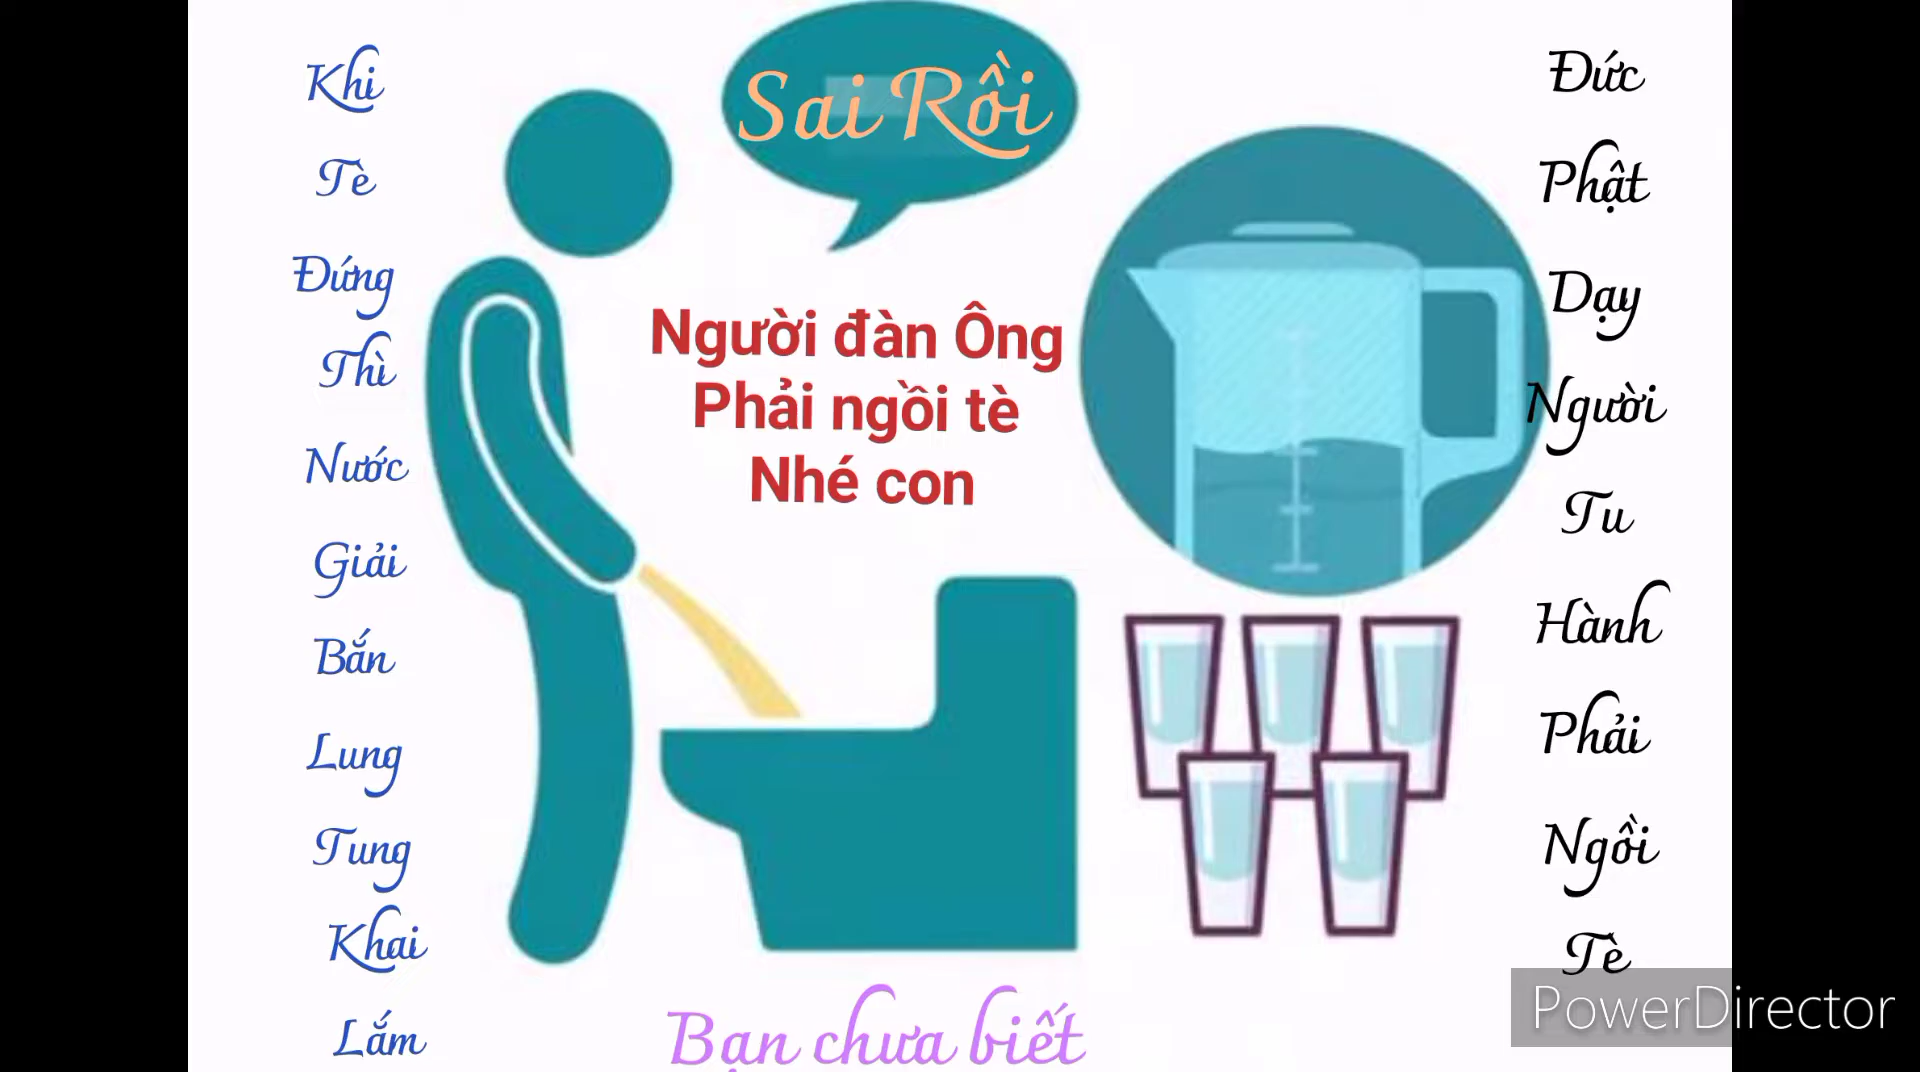 Khi
Tè
Đứng
Thì
Nước
Giải
Bắn
Lung
Tung
Khai
Lắm
Sai Rồi
Người đàn Ông
Phải ngồi tè
Nhé con
Bạn chưa biết
Đức
Phật
Dạy
Người
Tu
Hành
Phải
Ngồi
Tè
PowerDirector